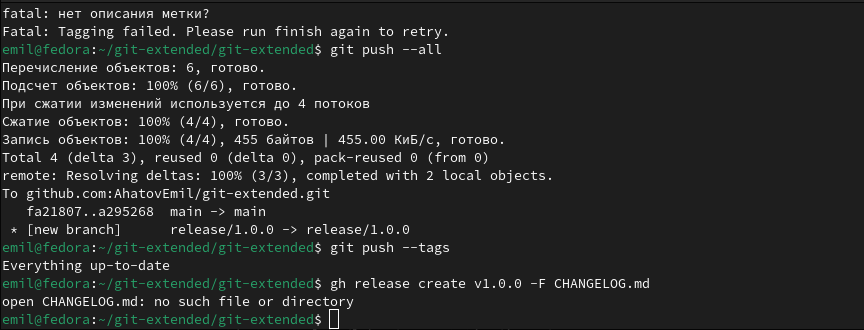 fatal: нет описания метки?
Fatal: Tagging failed. Please run finish again to retry.
emil@fedora:~/git-extended/git-extended$ git push --all
Перечисление объектов: 6, готово.
Подсчет объектов: 100% (6/6), готово.
При сжатии изменений используется до 4 потоков
Сжатие объектов: 100% (4/4), готово.
Запись объектов: 100% (4/4), 455 байтов | 455.00 КиБ/с, готово.
Total 4 (delta 3), reused 0 (delta 0), pack-reused 0 (from 0)
remote: Resolving deltas: 100% (3/3), completed with 2 local objects.
To github.com:AhatovEmil/git-extended.git
   fa21807..a295268  main -> main
 * [new branch]      release/1.0.0 -> release/1.0.0
emil@fedora:~/git-extended/git-extended$ git push --tags
Everything up-to-date
emil@fedora:~/git-extended/git-extended$ gh release create v1.0.0 -F CHANGELOG.md
open CHANGELOG.md: no such file or directory
emil@fedora:~/git-extended/git-extended$